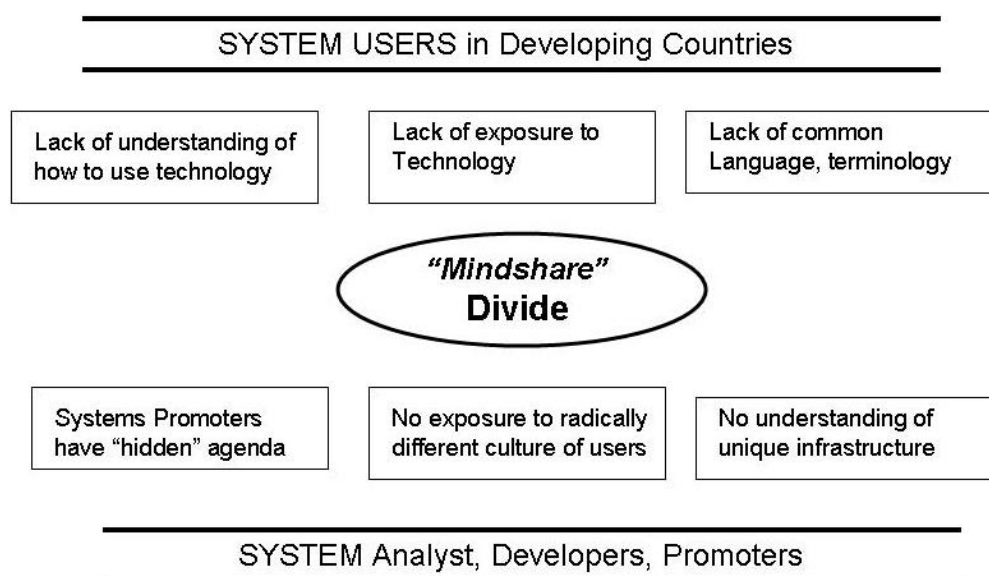 SYSTEM USERS in Developing Countries
Lack of understanding of
how to use technology
Lack of exposure to
Technology
Lack of common
Language, terminology
“Mindshare”
Divide
Systems Promoters
have “hidden” agenda
No exposure to radically
different culture of users
No understanding of
unique infrastructure
SYSTEM Analyst, Developers, Promoters